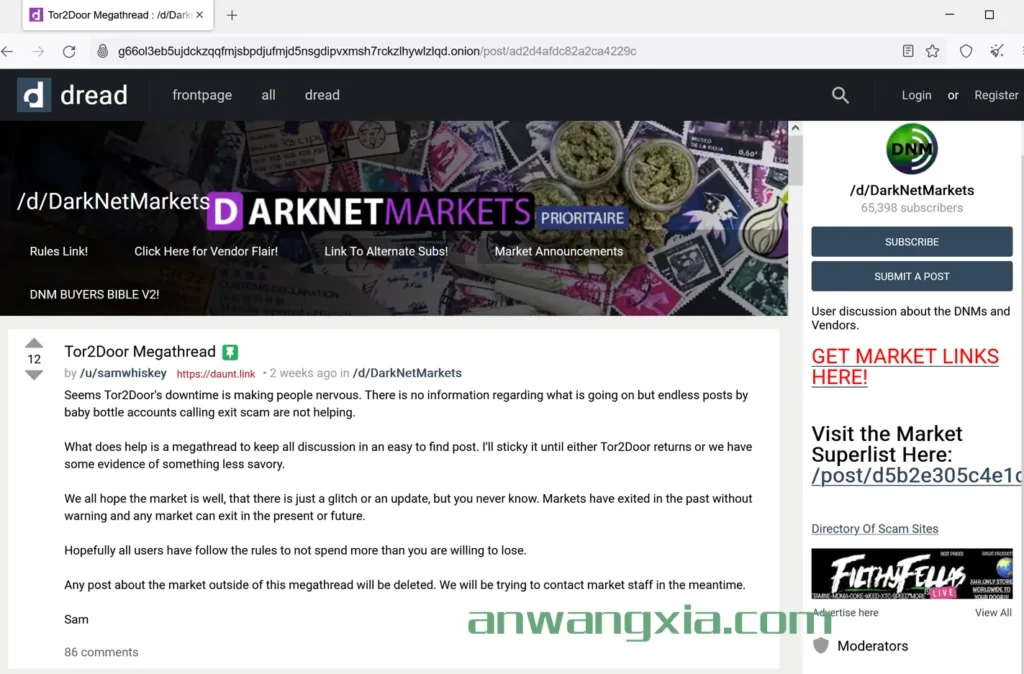 Tor2Door Megathread : /d/Dark
g66ol3eb5ujdckzqqfmjsbpdjufmjd5nsgdipvxmsh7rckzlhywlzlqd.onion/post/ad2d4afdc82a2ca4229c
dread
frontpage all dread
Login or Register
/d/DarkNetMarkets
DARKNETMARKETS PRIORITAIRE
Rules Link! Click Here for Vendor Flair! Link To Alternate Subs! Market Announcements
DNM BUYERS BIBLE V2!
12
Tor2Door Megathread
by /u/samwhiskey https://daunt.link • 2 weeks ago in /d/DarkNetMarkets
Seems Tor2Door's downtime is making people nervous. There is no information regarding what is going on but endless posts by
baby bottle accounts calling exit scam are not helping.
What does help is a megathread to keep all discussion in an easy to find post. I'll sticky it until either Tor2Door returns or we have
some evidence of something less savory.
We all hope the market is well, that there is just a glitch or an update, but you never know. Markets have exited in the past without
warning and any market can exit in the present or future.
Hopefully all users have follow the rules to not spend more than you are willing to lose.
Any post about the market outside of this megathread will be deleted. We will be trying to contact market staff in the meantime.
Sam
86 comments
DNM
/d/DarkNetMarkets
65,398 subscribers
SUBSCRIBE
SUBMIT A POST
User discussion about the DNMs and
Vendors.
GET MARKET LINKS
HERE!
Visit the Market
Superlist Here:
/post/d5b2e305c4e1c
Directory Of Scam Sites
FILTHYFELLAS
LIVE
Advertise here View All
Moderators
anwangxia.com